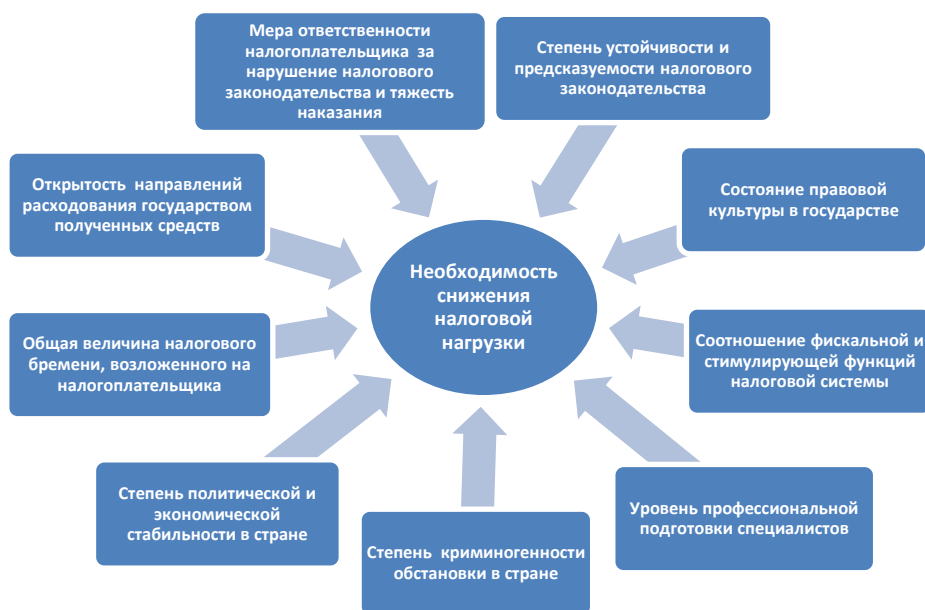 Мера ответственности
налогоплательщика за
нарушение налогового
законодательства и тяжесть
наказания
Степень устойчивости и
предсказуемости налогового
законодательства
Открытость направлений
расходования государством
полученных средств
Состояние правовой
культуры в государстве
Необходимость
снижения
налоговой
нагрузки
Общая величина налогового
бремени, возложенного на
налогоплательщика
Соотношение фискальной и
стимулирующей функций
налоговой системы
Степень политической и
экономической
стабильности в стране
Степень криминогенности
обстановки в стране
Уровень профессиональной
подготовки специалистов